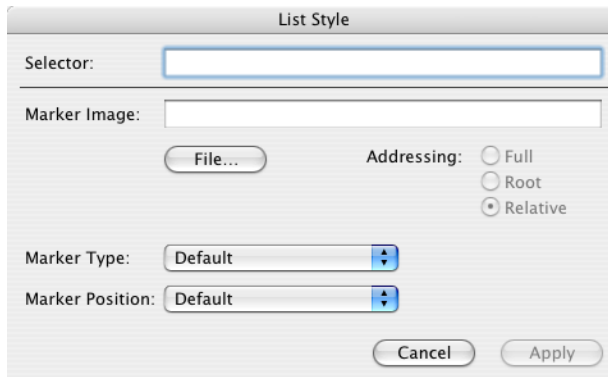 List Style
Selector:
Marker Image:
File... Addressing: Full
Root
Relative
Marker Type: Default
Marker Position: Default
Cancel Apply